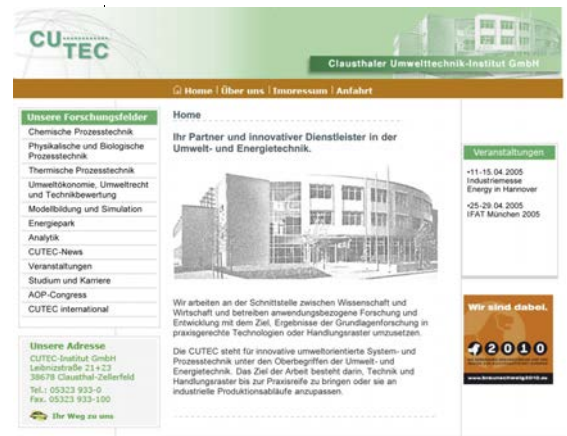 CUTEC
Clausthaler Umwelttechnik-Institut GmbH
Home | Über uns | Impressum | Anfahrt
Unsere Forschungsfelder
Chemische Prozesstechnik
Physikalische und Biologische
Prozesstechnik
Thermische Prozesstechnik
Umweltökonomie, Umweltrecht
und Technikbewertung
Modellbildung und Simulation
Energiepark
Analytik
CUTEC-News
Veranstaltungen
Studium und Karriere
AOP-Congress
CUTEC international
Unsere Adresse
CUTEC-Institut GmbH
Leibnizstraße 21+23
38678 Clausthal-Zellerfeld
Tel.: 05323 933-0
Fax. 05323 933-100
Ihr Weg zu uns
Home
Ihr Partner und innovativer Dienstleister in der
Umwelt- und Energietechnik.
Wir arbeiten an der Schnittstelle zwischen Wissenschaft und
Wirtschaft und betreiben anwendungsbezogene Forschung und
Entwicklung mit dem Ziel, Ergebnisse der Grundlagenforschung in
praxisgerechte Technologien oder Handlungsraster umzusetzen.
Die CUTEC steht für innovative umweltorientierte System- und
Prozesstechnik unter den Oberbegriffen der Umwelt- und
Energietechnik. Das Ziel der Arbeit besteht darin, Technik und
Handlungsraster bis zur Praxisreife zu bringen oder sie an
industrielle Produktionsabläufe anzupassen.
Veranstaltungen
•11-15.04.2005
Industriemesse
Energy in Hannover
•25-29.04.2005
IFAT München 2005
Wir sind dabei.
2010
www.braunschweig2010.de